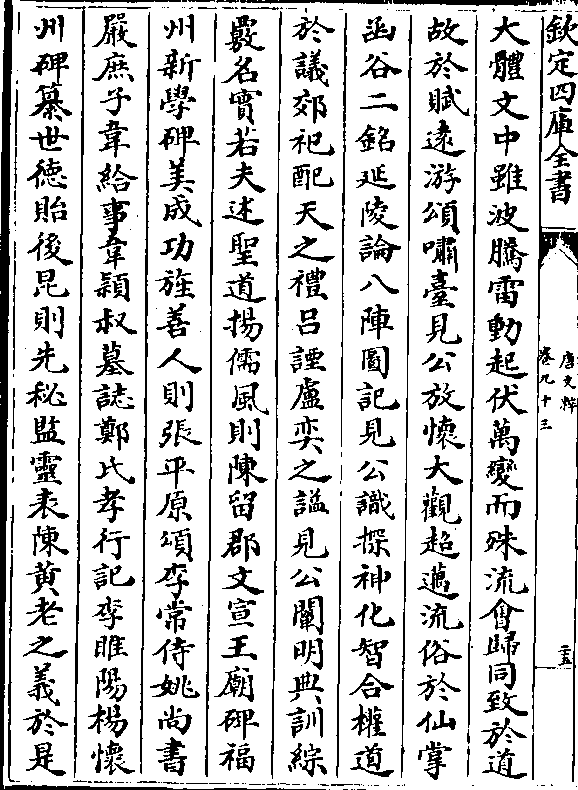 欽定四庫全書
唐文粹
卷九十三
二五
大體文中雖波騰雷動起伏萬變而殊流會歸同致於道
故於賦遠游頌嘯臺見公放懷大觀超邁流俗於仙掌
函谷二銘延陵論八陣圖記見公識探神化智合權道
於議郊祀配天之禮呂諲盧奕之諡見公闡明典訓綜
覈名實若夫述聖道揚儒風則陳留郡文宣王廟碑福
州新學碑美成功旌善人則張平原頌李常侍姚尚書
嚴庶子韋給事韋潁叔墓誌鄭氏孝行記李睢陽楊懷
州碑纂世德貽後昆則先秘監靈表陳黃老之義於是